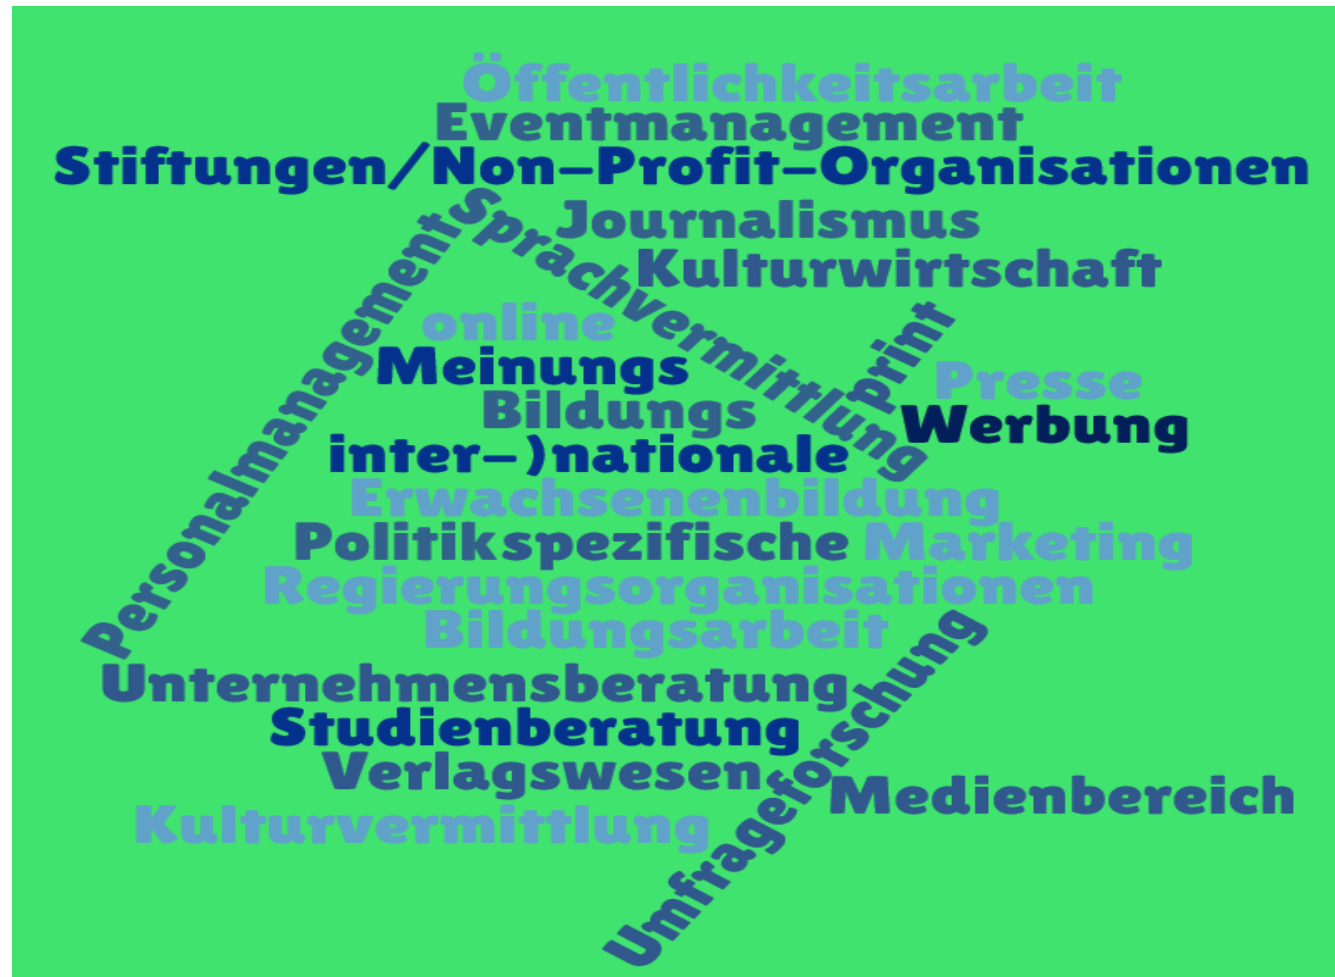 Öffentlichkeitsarbeit
Eventmanagement
Stiftungen/Non-Profit-Organisationen
Sprachvermittlung
Journalismus
Kulturwirtschaft
Personalmanagement
online
print
Meinungs
Presse
Bildungs
Werbung
inter-)nationale
Erwachsenenbildung
Politikspezifische
Marketing
Regierungsorganisationen
Bildungsarbeit
Unternehmensberatung
Studienberatung
Verlagswesen
Umfrageforschung
Medienbereich
Kulturvermittlung